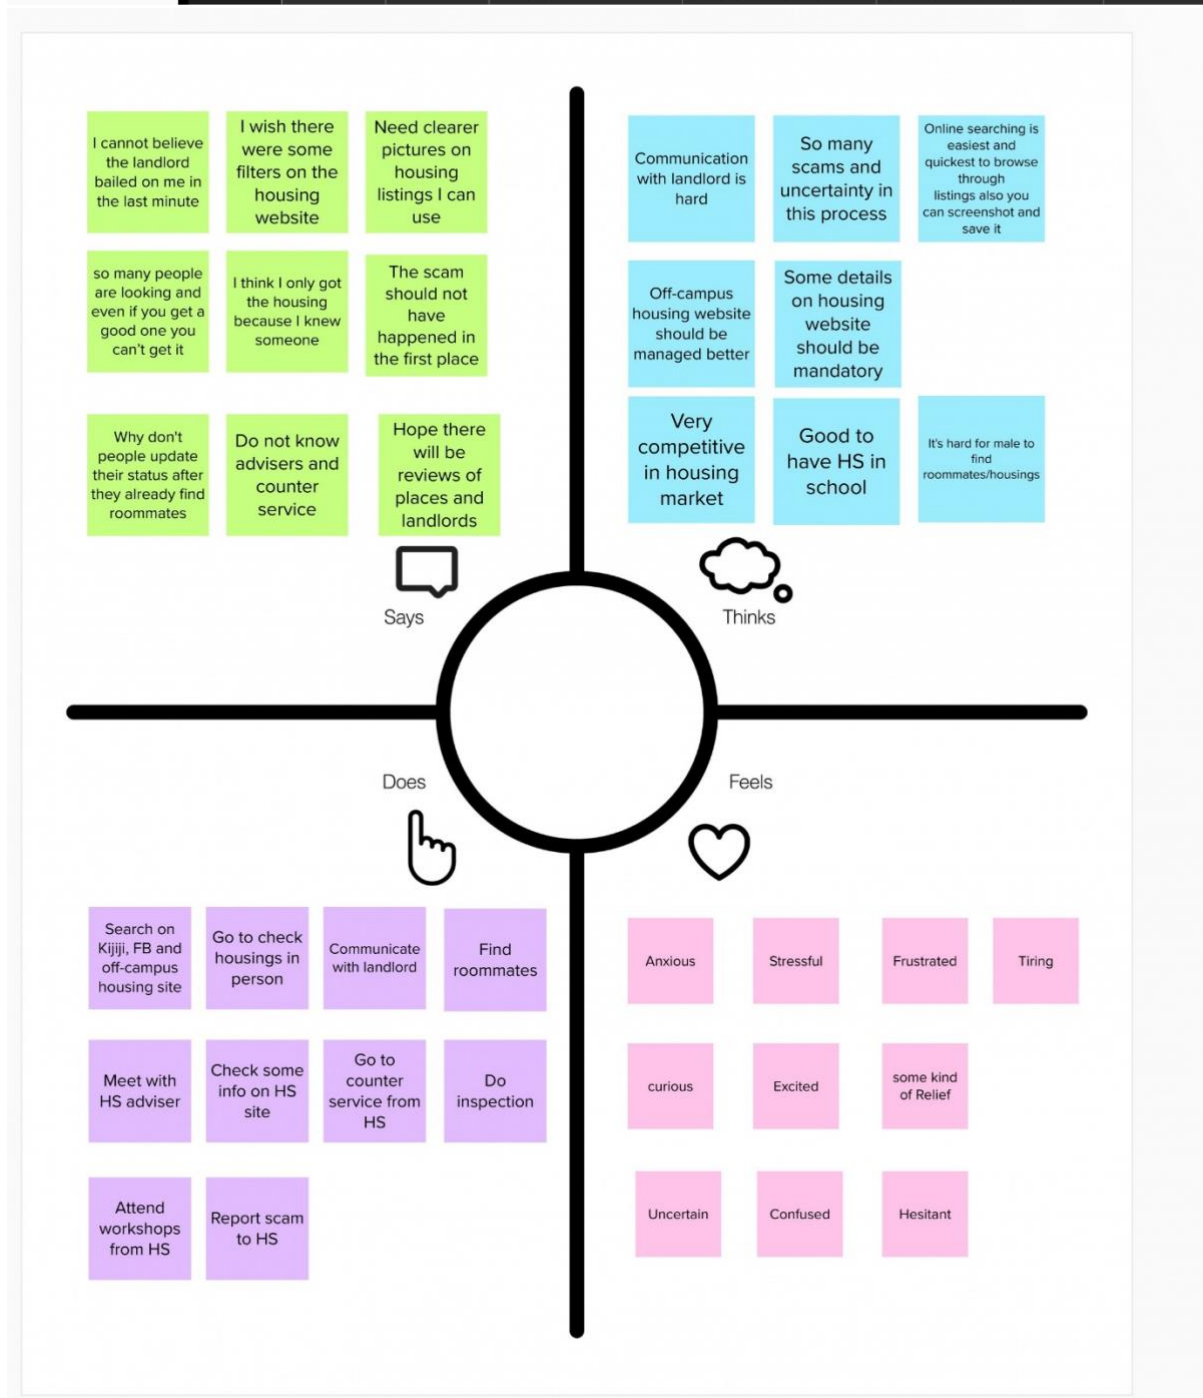 I cannot believe
the landlord
bailed on me in
the last minute
I wish there
were some
filters on the
housing
website
Need clearer
pictures on
housing
listings I can
use
so many people
are looking and
even if you get a
good one you
can't get it
I think I only got
the housing
because I knew
someone
The scam
should not
have
happened in
the first place
Why don't
people update
their status after
they already find
roommates
Do not know
advisers and
counter
service
Hope there
will be
reviews of
places and
landlords
Says
Communication
with landlord is
hard
So many
scams and
uncertainty in
this process
Online searching is
easiest and
quickest to browse
through
listings also you
can screenshot and
save it
Off-campus
housing website
should be
managed better
Some details
on housing
website
should be
mandatory
Very
competitive
in housing
market
Good to
have HS in
school
It's hard for male to
find
roommates/housings
Thinks
Does
Search on
Kijiji, FB and
off-campus
housing site
Go to check
housings in
person
Communicate
with landlord
Find
roommates
Meet with
HS adviser
Check some
info on HS
site
Go to
counter
service from
HS
Do
inspection
Attend
workshops
from HS
Report scam
to HS
Feels
Anxious
Stressful
Frustrated
Tiring
curious
Excited
some kind
of Relief
Uncertain
Confused
Hesitant